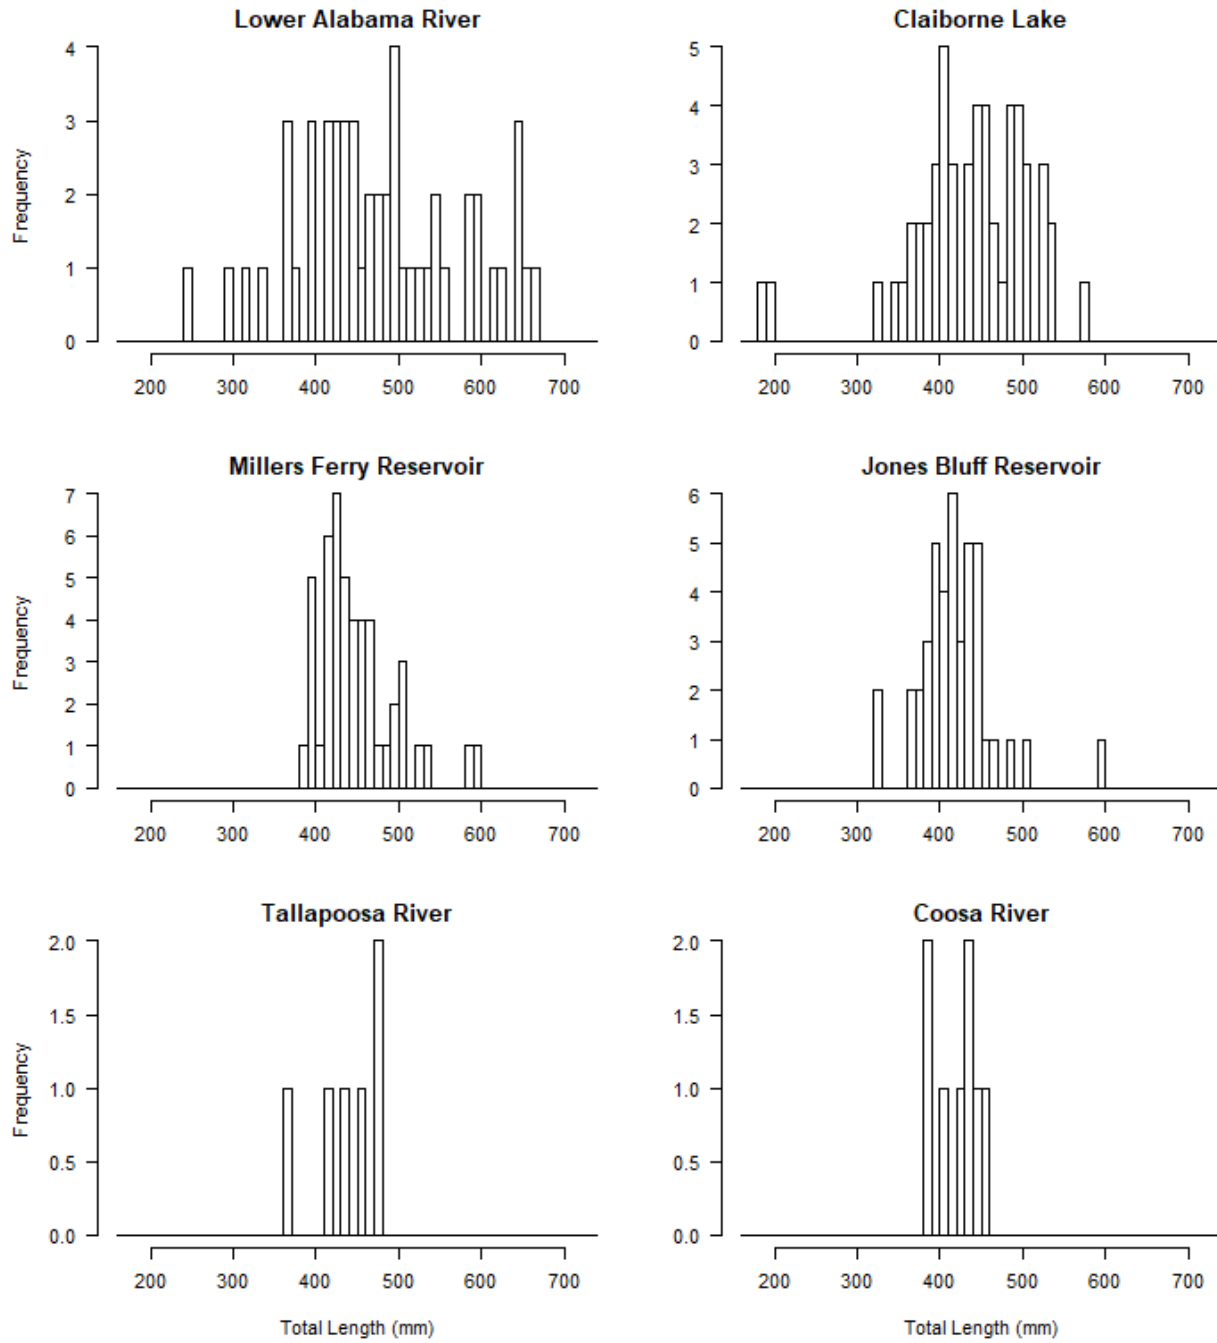 Lower Alabama River
Frequency
4
3
2
1
0
200 300 400 500 600 700
Claiborne Lake
5
4
3
2
1
0
200 300 400 500 600 700
Millers Ferry Reservoir
Frequency
7
6
5
4
3
2
1
0
200 300 400 500 600 700
Jones Bluff Reservoir
6
5
4
3
2
1
0
200 300 400 500 600 700
Tallapoosa River
Frequency
2.0
1.5
1.0
0.5
0.0
200 300 400 500 600 700
Total Length (mm)
Coosa River
2.0
1.5
1.0
0.5
0.0
200 300 400 500 600 700
Total Length (mm)